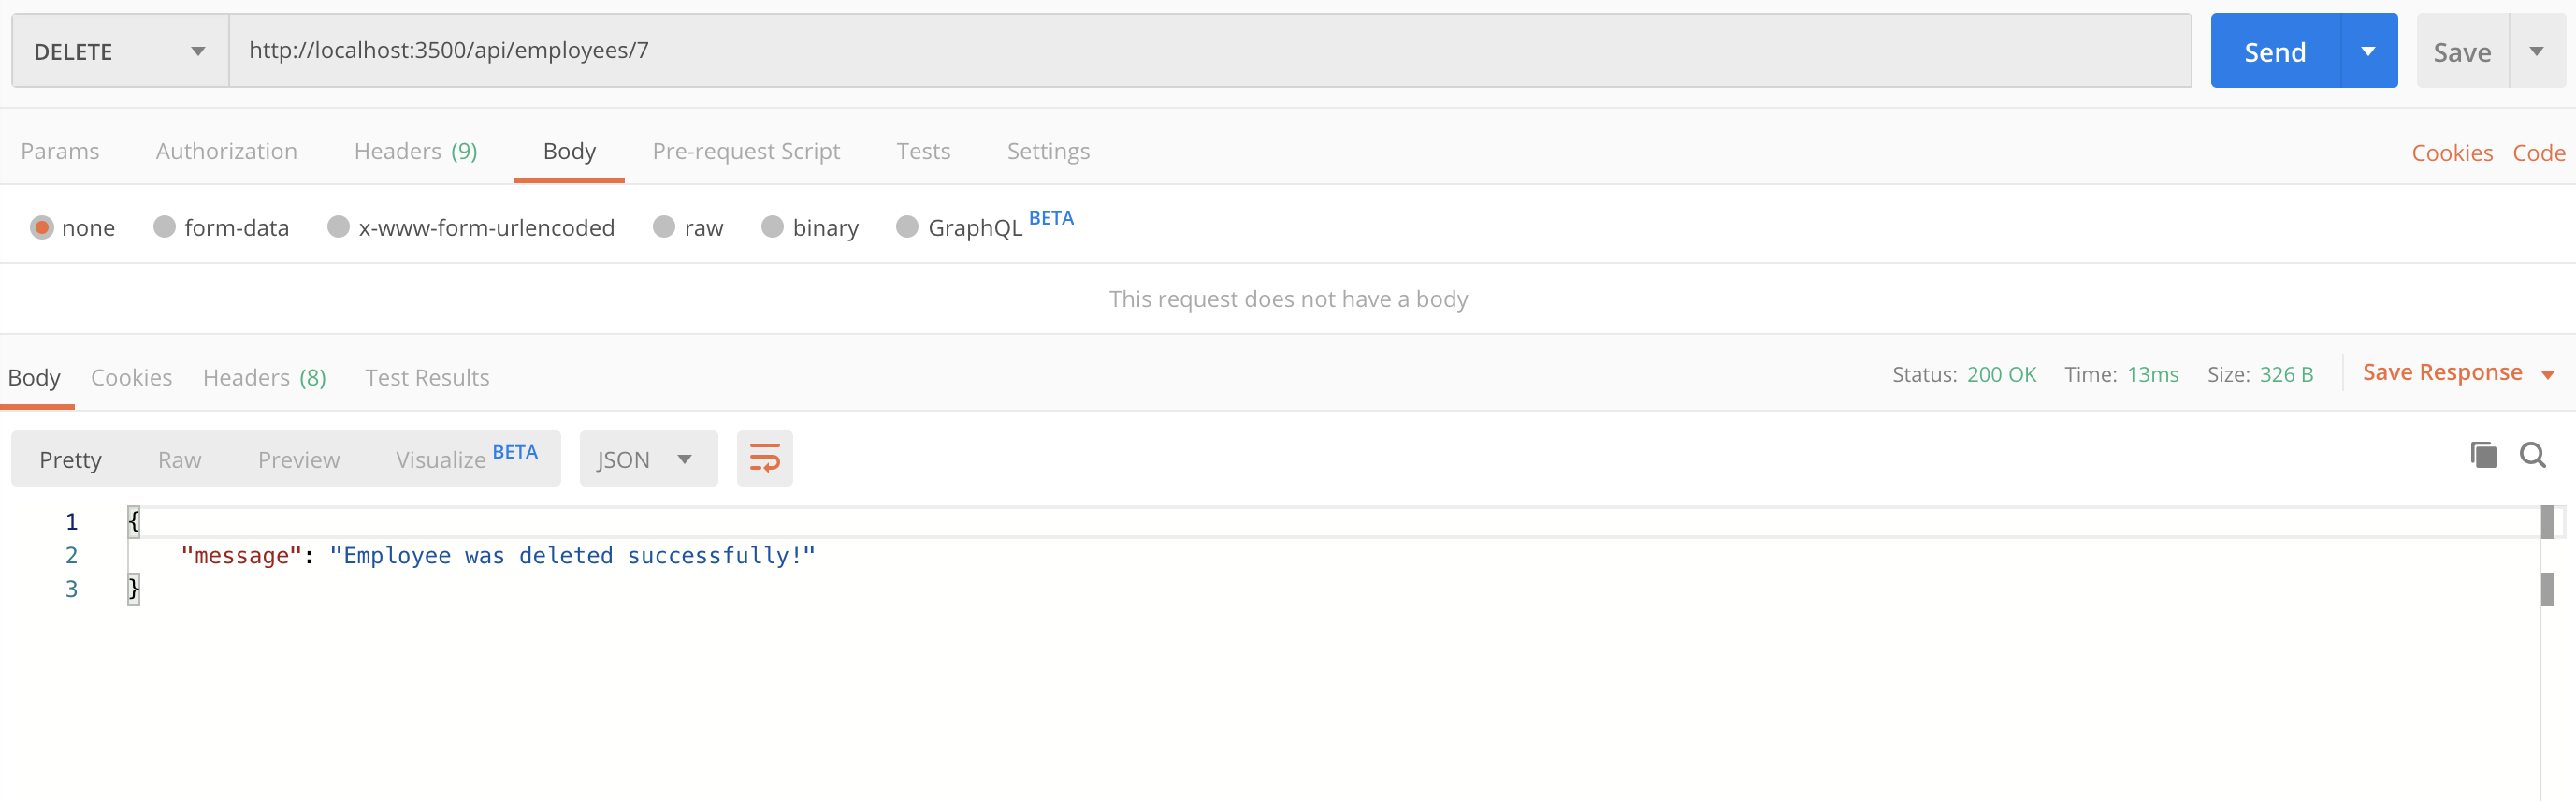 DELETE http://localhost:3500/api/employees/7 Send Save
Params Authorization Headers (9) Body Pre-request Script Tests Settings Cookies Code
none form-data x-www-form-urlencoded raw binary GraphQL BETA
This request does not have a body
Body Cookies Headers (8) Test Results Status: 200 OK Time: 13ms Size: 326 B Save Response
Pretty Raw Preview Visualize BETA JSON
1 {
2 "message": "Employee was deleted successfully!"
3 }